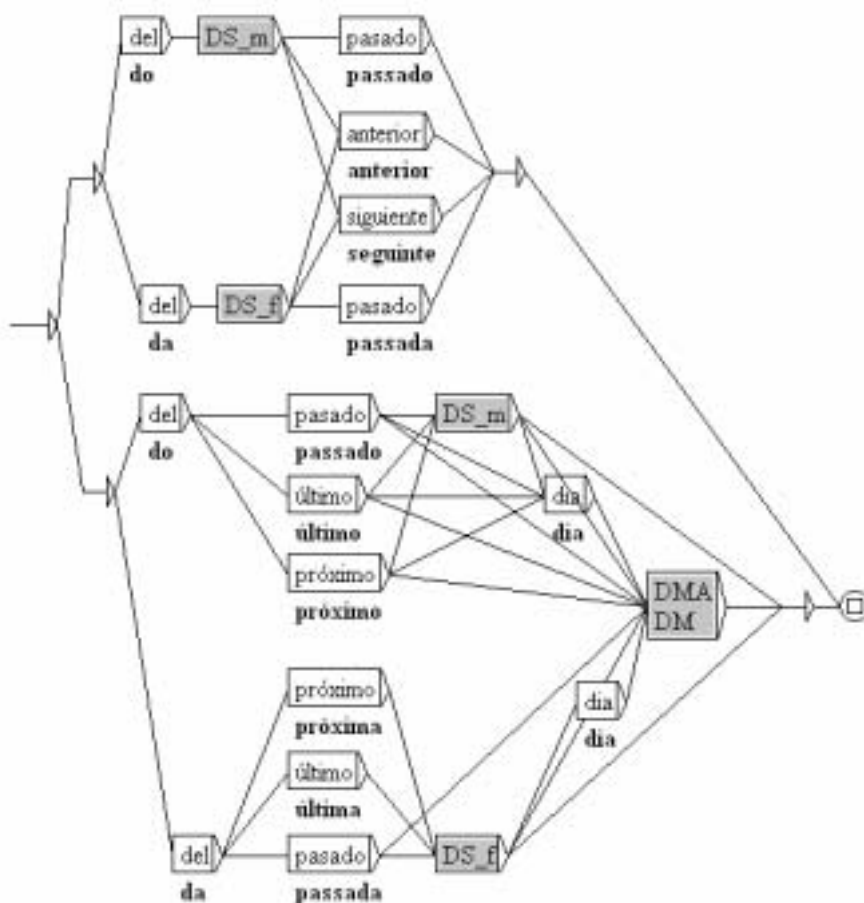 del DS_m pasado
do passado
anterior
anterior
siguiente
seguinte
del DS_f pasado
da passada
del pasado DS_m
do passado
último dia
último dia
próximo
próximo
DMA
DM
próximo
próxima
dia
dia
último
última
del pasado DS_f
da passada